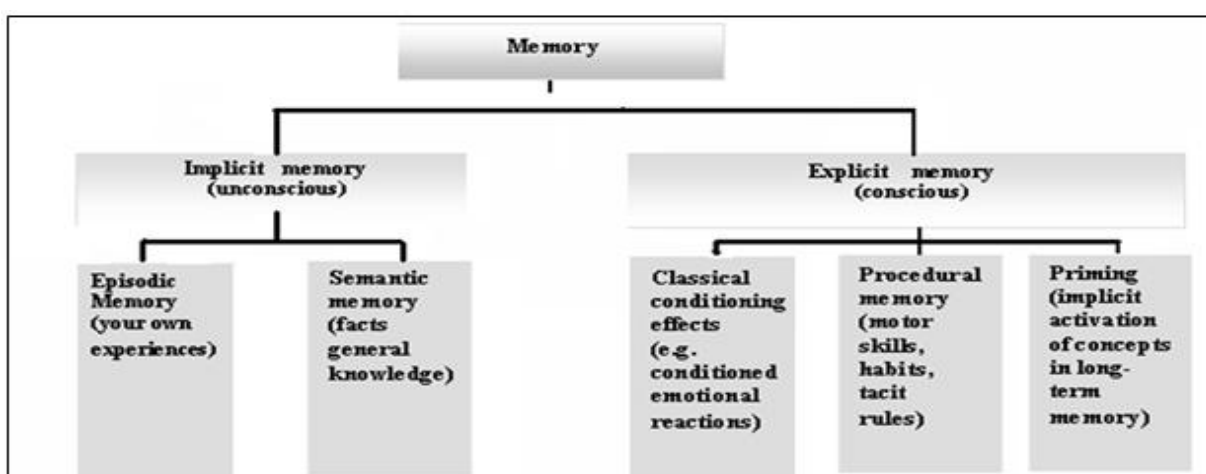 Memory
Implicit memory
(unconscious)
Explicit memory
(conscious)
Episodic
Memory
(your own
experiences)
Semantic
memory
(facts
general
knowledge)
Classical
conditioning
effects
(e.g.
conditioned
emotional
reactions)
Procedural
memory
(motor
skills,
habits,
tacit
rules)
Priming
(implicit
activation
of concepts
in long-
term
memory)